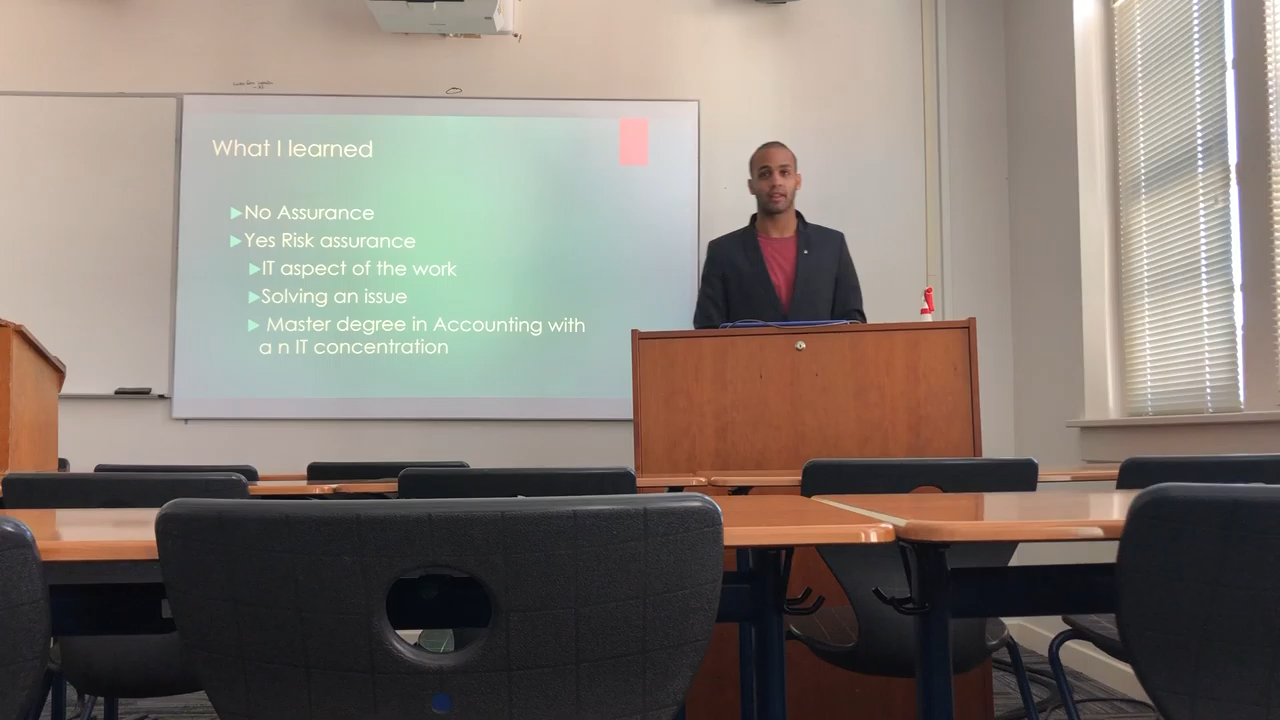 What I learned
▶No Assurance
▶Yes Risk assurance
▶IT aspect of the work
▶Solving an issue
▶ Master degree in Accounting with
a n IT concentration